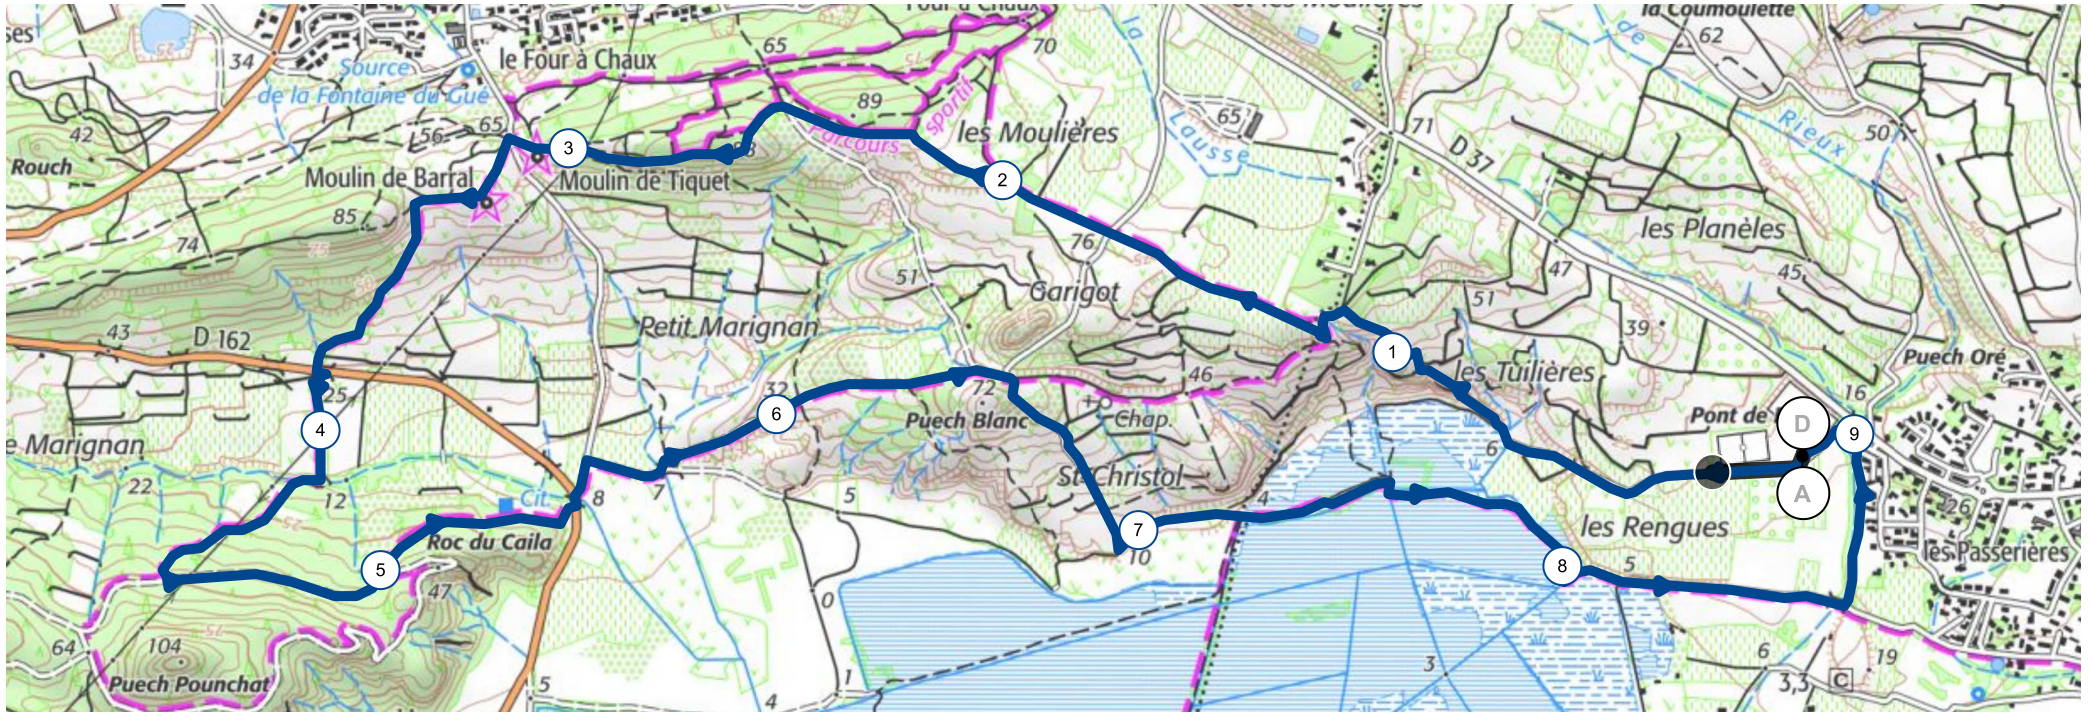 la Coumoulette
62
ses
34
65
70
le Four à Chaux
Source
de la Fontaine du Gué
la
de
Rieux
50
89
sportif
65
Parcours
les Moulières
Lausse
71
D 37
42
56
65
Rouch
3
Moulin de Barral
Moulin de Tiquet
2
85
74
76
51
Garigot
les Planèles
47
45
51
39
43
D 162
Petit Marignan
1
les Tuilières
Puech Oré
16
25
32
6
72
46
Chap.
Puech Blanc
Pont de
D
9
4
e Marignan
6
St-Christol
A
22
12
Cit.
8
7
5
4
7
10
les Rengues
26
les Passerières
Roc du Caila
5
47
8
5
0
64
104
Puech Pounchat
5
4
1
3
6
3,3
C
19